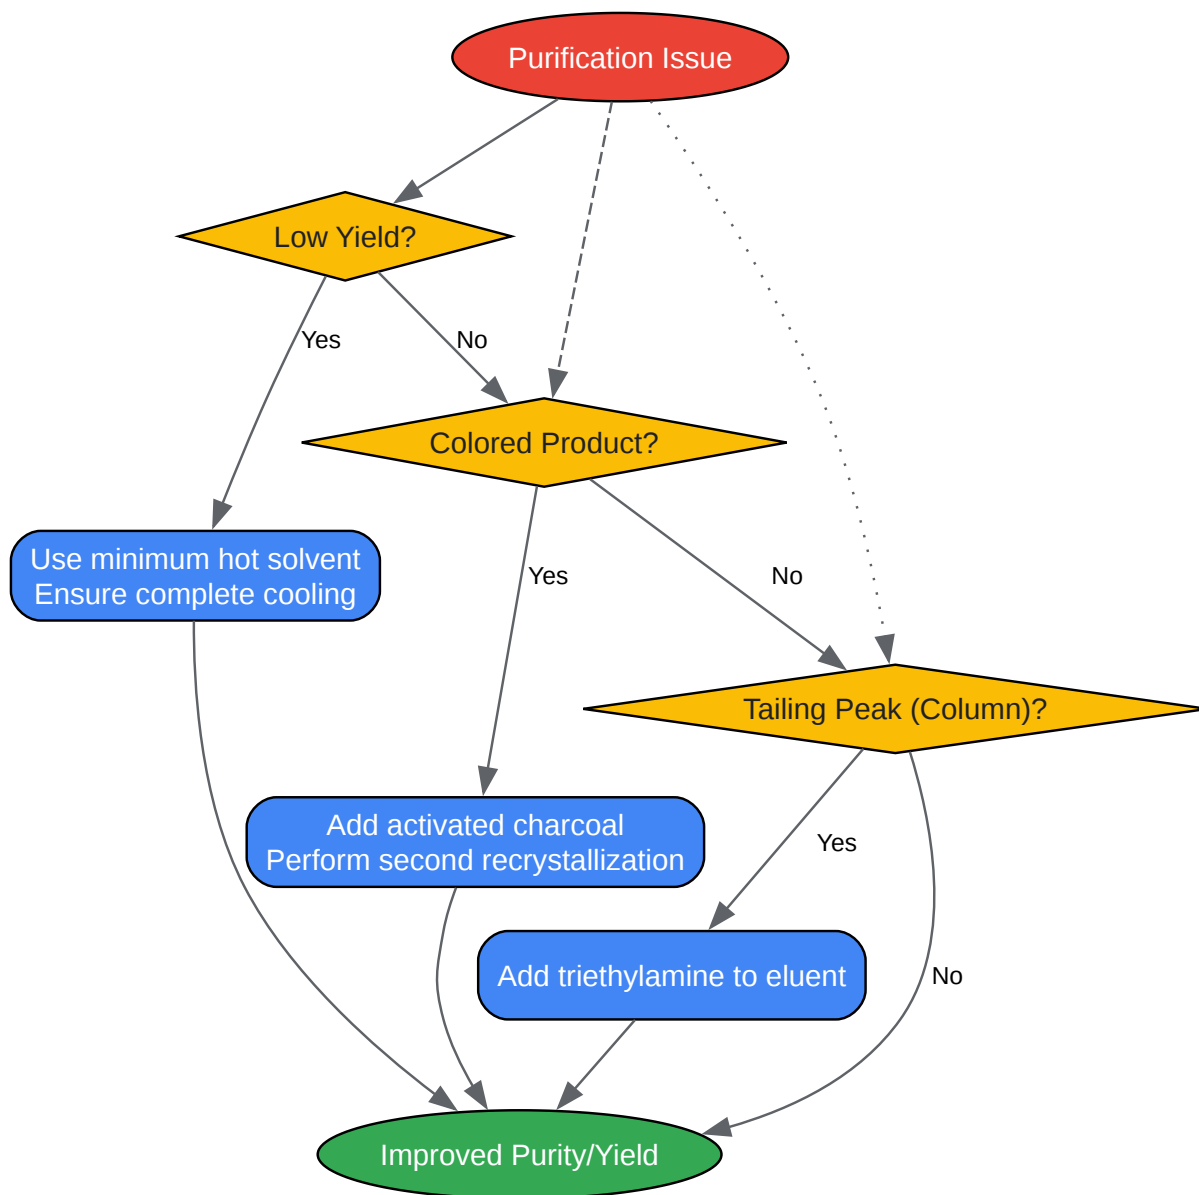 Purification Issue
Low Yield?
Yes
No
Colored Product?
Use minimum hot solvent
Ensure complete cooling
Yes
No
Tailing Peak (Column)?
Add activated charcoal
Perform second recrystallization
Yes
Add triethylamine to eluent
No
Improved Purity/Yield